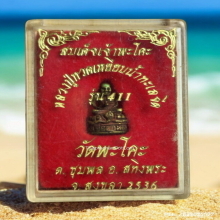 สมเด็จเจ้าพะโคะ
หลวงปู่ทวดเหยียบน้ำทะเลจืด
รุ่น 411
วัดพะโคะ
ต. ชุมพล อ. สทิงพระ
จ. สงขลา 2536